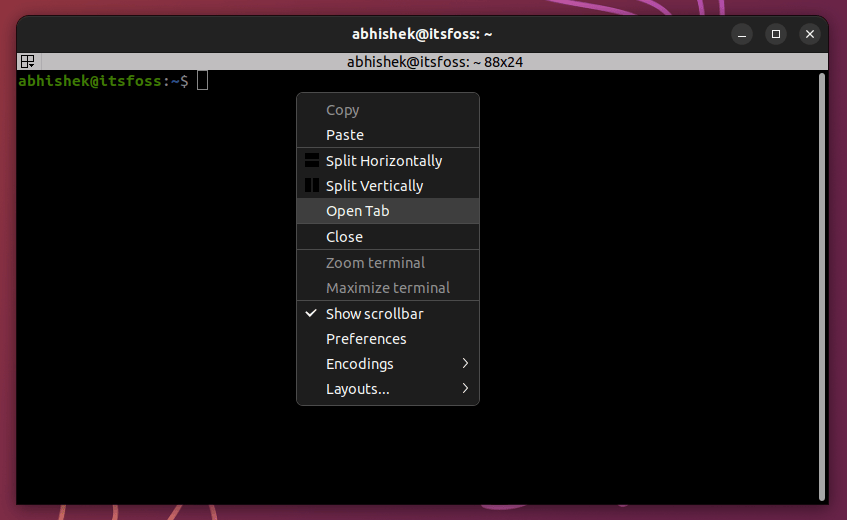 abhishek@itsfoss: ~
abhishek@itsfoss: ~ 88x24
abhishek@itsfoss:~$
Copy
Paste
Split Horizontally
Split Vertically
Open Tab
Close
Zoom terminal
Maximize terminal
Show scrollbar
Preferences
Encodings
Layouts...